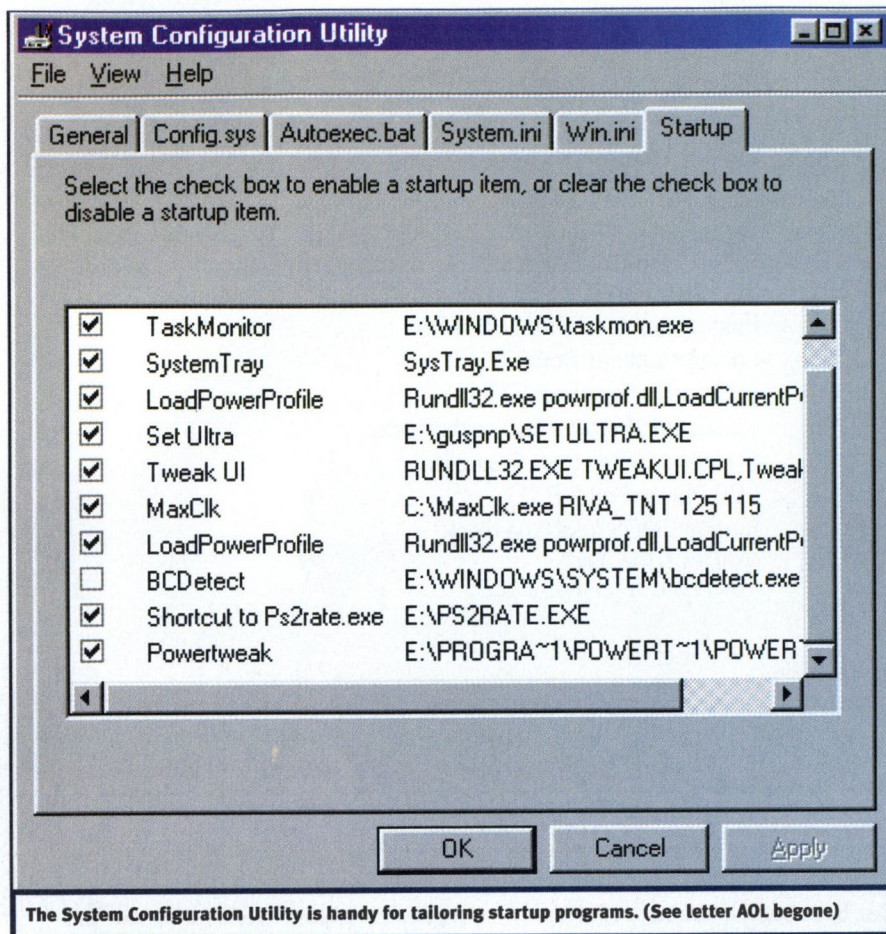 System Configuration Utility
File View Help
General Config.sys Autoexec.bat System.ini Win.ini Startup
Select the check box to enable a startup item, or clear the check box to
disable a startup item.
TaskMonitor E:\WINDOWS\taskmon.exe
SystemTray SysTray.Exe
LoadPowerProfile Rundll32.exe powrprof.dll,LoadCurrentP
Set Ultra E:\guspnp\SETULTRA.EXE
Tweak UI RUNDLL32.EXE TWEAKUI.CPL,Tweak
MaxClk C:\MaxClk.exe RIVA_TNT 125 115
LoadPowerProfile Rundll32.exe powrprof.dll,LoadCurrentP
BCDetect E:\WINDOWS\SYSTEM\bcdetect.exe
Shortcut to Ps2rate.exe E:\PS2RATE.EXE
Powertweak E:\PROGRA~1\POWERT~1\POWER
OK Cancel Apply
The System Configuration Utility is handy for tailoring startup programs. (See letter AOL begone)